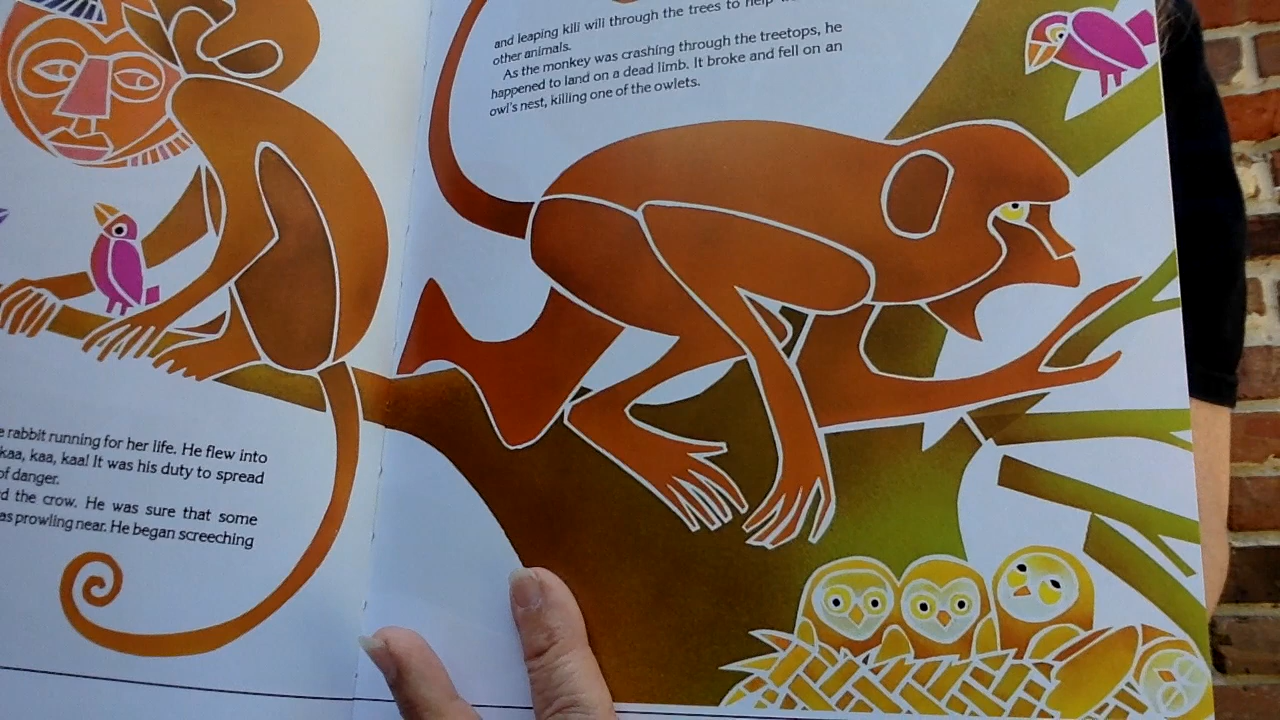 e rabbit running for her life. He flew into
kaa, kaa, kaa! It was his duty to spread
of danger.
d the crow. He was sure that some
as prowling near. He began screeching
and leaping kili wili through the trees to help
other animals.
As the monkey was crashing through the treetops, he
happened to land on a dead limb. It broke and fell on an
owl's nest, killing one of the owlets.